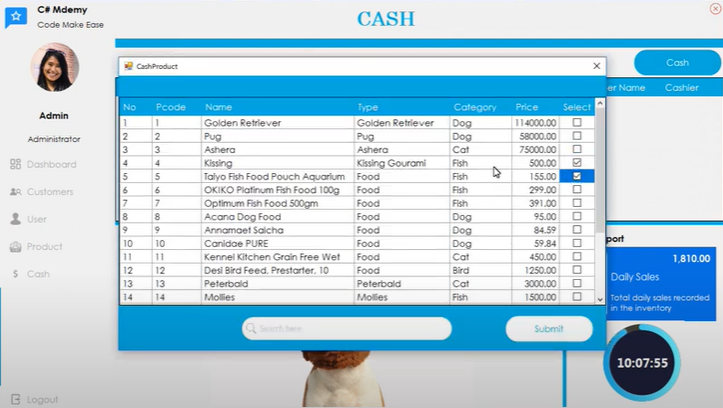 C# Mdemy
Code Make Ease
CASH
Admin
Administrator
Dashboard
Customers
User
Product
Cash
Logout
Cash
er Name Cashier
CashProduct
No Pcode Name Type Category Price Select
1 1 Golden Retriever Golden Retriever Dog 114000.00
2 2 Pug Pug Dog 58000.00
3 3 Ashera Ashera Cat 75000.00
4 4 Kissing Kissing Gourami Fish 500.00
5 5 Taiyo Fish Food Pouch Aquarium Food Fish 155.00
6 6 OKIKO Platinum Fish Food 100g Food Fish 299.00
7 7 Optimum Fish Food 500gm Food Fish 391.00
8 8 Acana Dog Food Food Dog 95.00
9 9 Annamaet Salcha Food Dog 84.59
10 10 Canidae PURE Food Dog 59.84
11 11 Kennel Kitchen Grain Free Wet Food Cat 450.00
12 12 Desi Bird Feed, Prestarter, 10 Food Bird 1250.00
13 13 Peterbald Peterbald Cat 3000.00
14 14 Mollies Mollies Fish 1500.00
Search here
Submit
port
1,810.00
Daily Sales
Total daily sales recorded
in the inventory
10:07:55